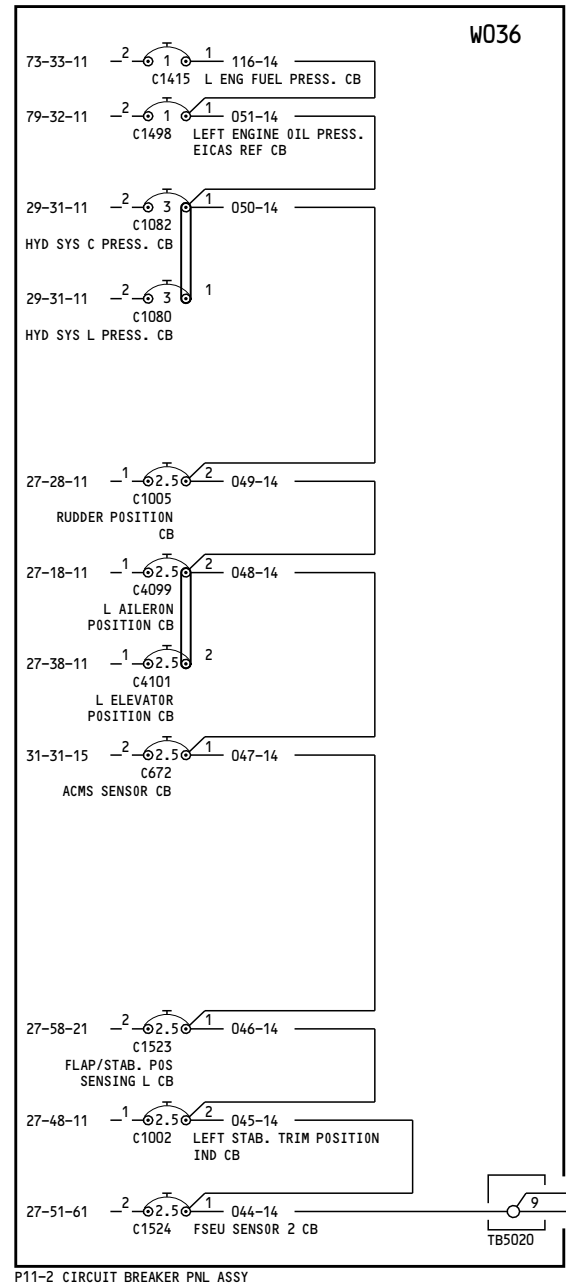 W036
73-33-11 2 1 1 116-14
C1415 L ENG FUEL PRESS. CB
79-32-11 2 1 1 051-14
C1498 LEFT ENGINE OIL PRESS.
EICAS REF CB
29-31-11 2 3 1 050-14
C1082
HYD SYS C PRESS. CB
29-31-11 2 3 1
C1080
HYD SYS L PRESS. CB
27-28-11 1 2.5 2 049-14
C1005
RUDDER POSITION
CB
27-18-11 1 2.5 2 048-14
C4099
L AILERON
POSITION CB
27-38-11 1 2.5 2
C4101
L ELEVATOR
POSITION CB
31-31-15 2 2.5 1 047-14
C672
ACMS SENSOR CB
27-58-21 2 2.5 1 046-14
C1523
FLAP/STAB. POS
SENSING L CB
27-48-11 1 2.5 2 045-14
C1002 LEFT STAB. TRIM POSITION
IND CB
27-51-61 2 2.5 1 044-14 9
C1524 FSEU SENSOR 2 CB TB5020
P11-2 CIRCUIT BREAKER PNL ASSY